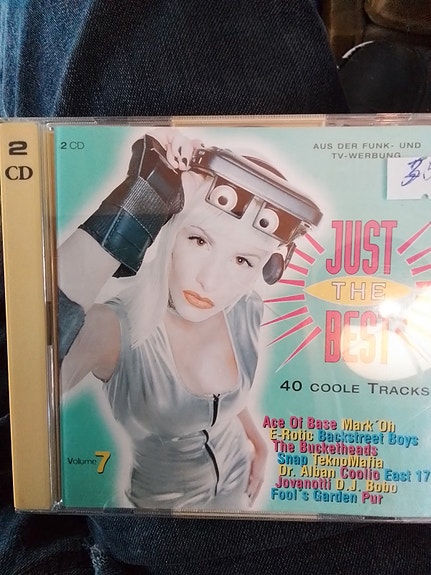 2
CD
2 CD
AUS DER FUNK- UND
TV-WERBUNG
JUST
THE
BEST
40 COOLE TRACKS
Ace Of Base Mark 'Oh
E-Rotic Backstreet Boys
The Bucketheads
Snap TeknoMafia
Dr. Alban Coolio East 17
Jovanotti D.J. Bobo
Fool's Garden Pur
Volume 7